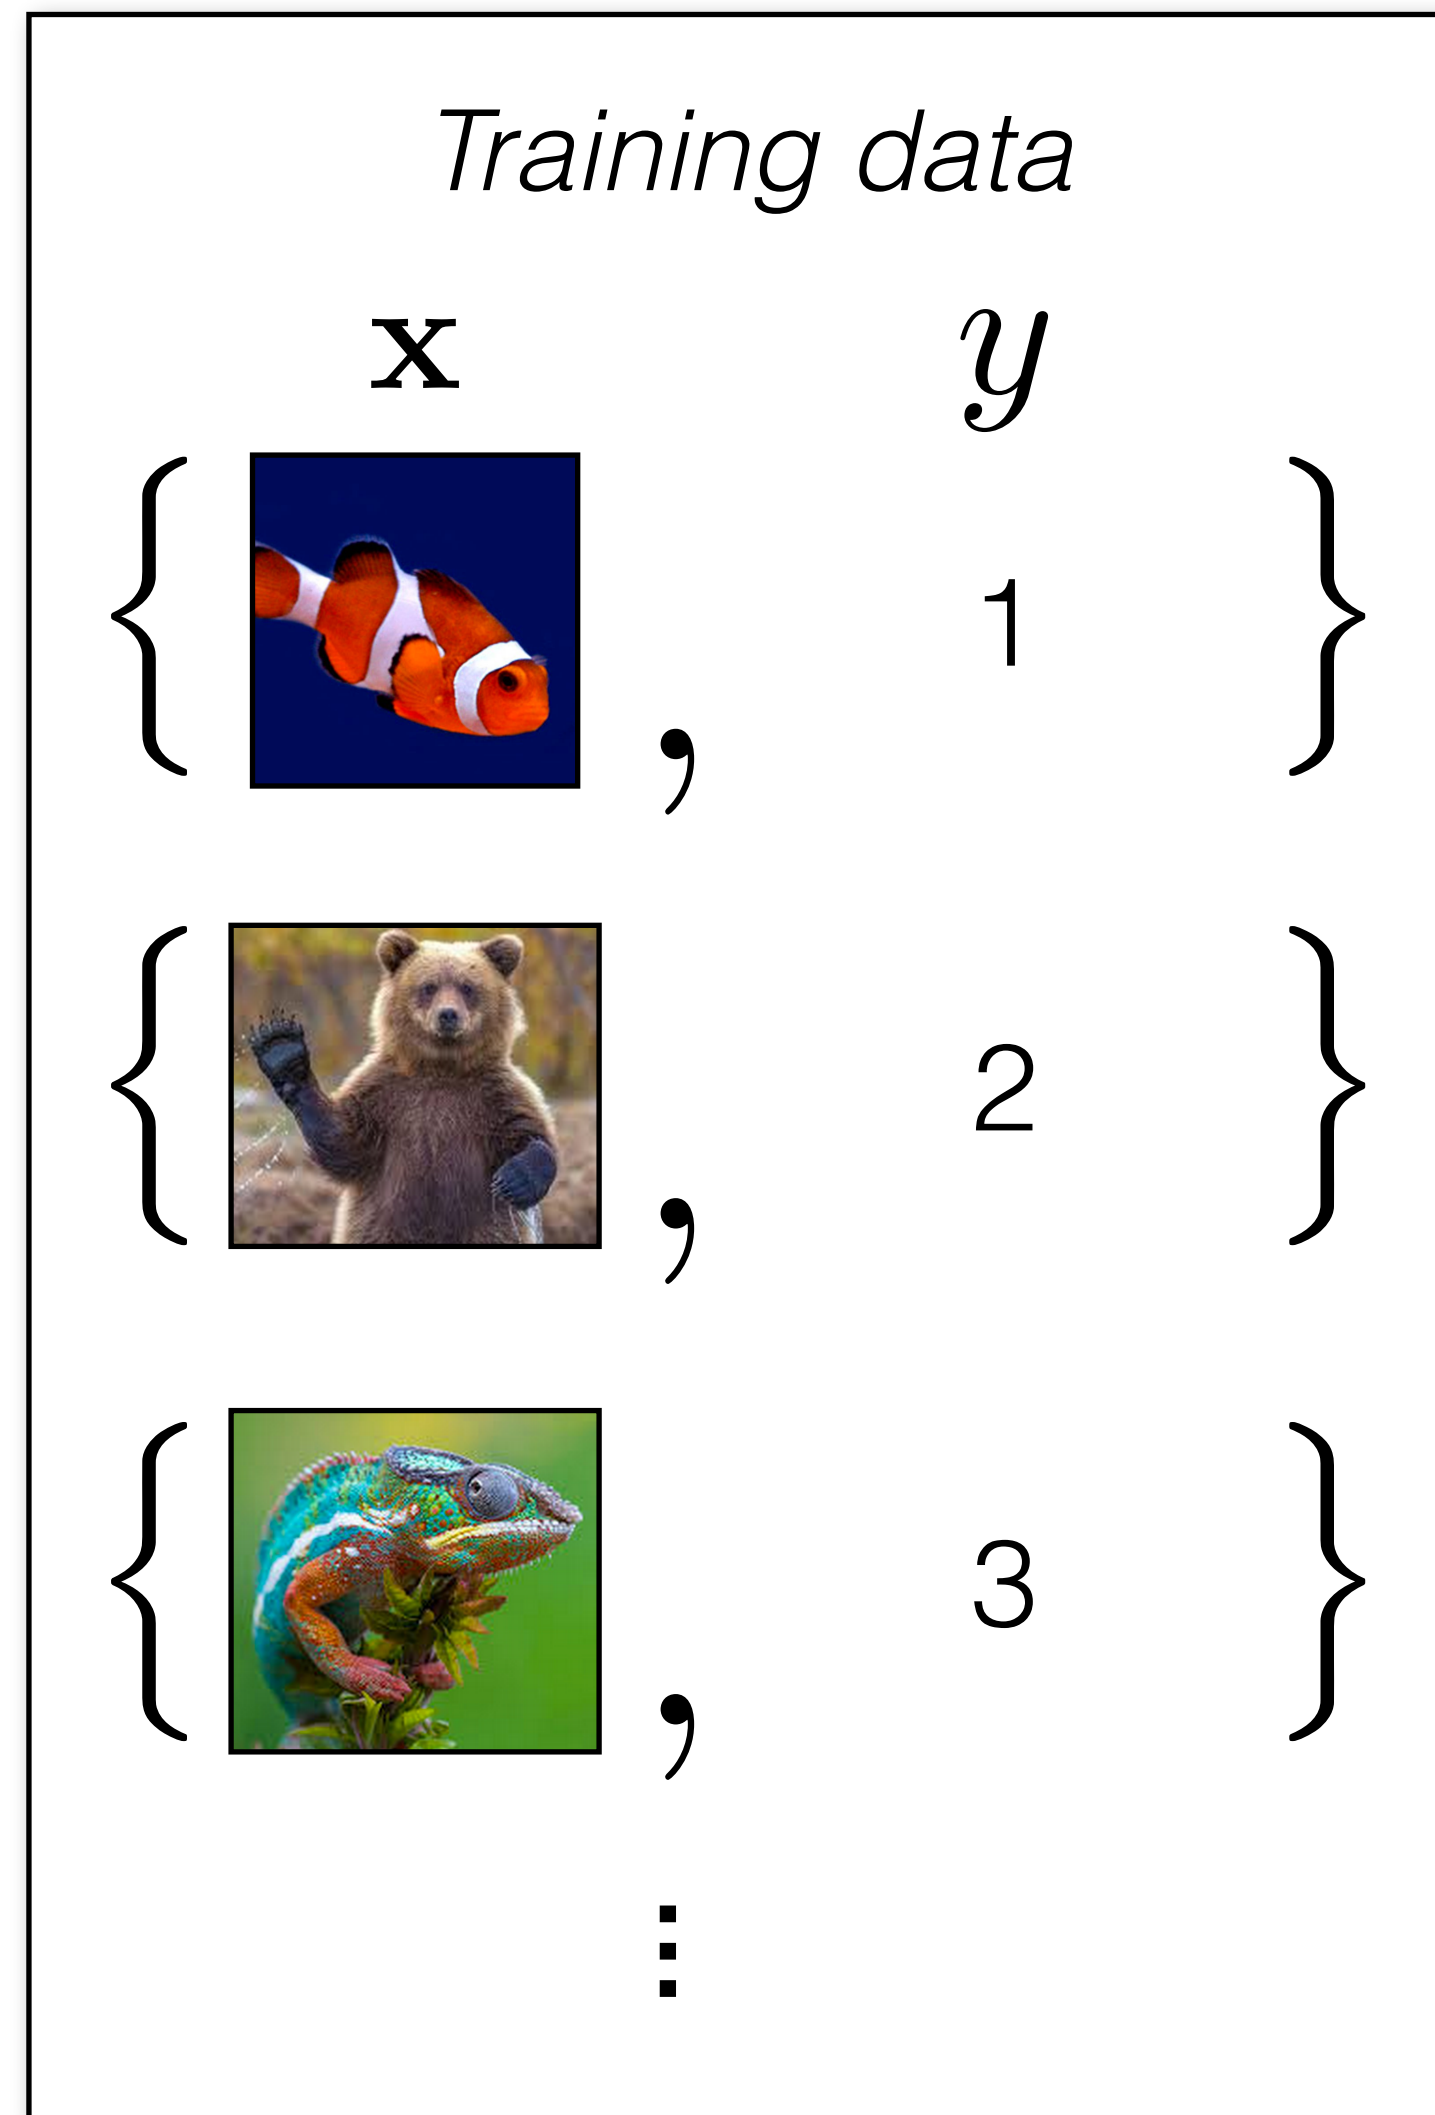 Training data
x y
{ , 1 }
{ , 2 }
{ , 3 }
⋮